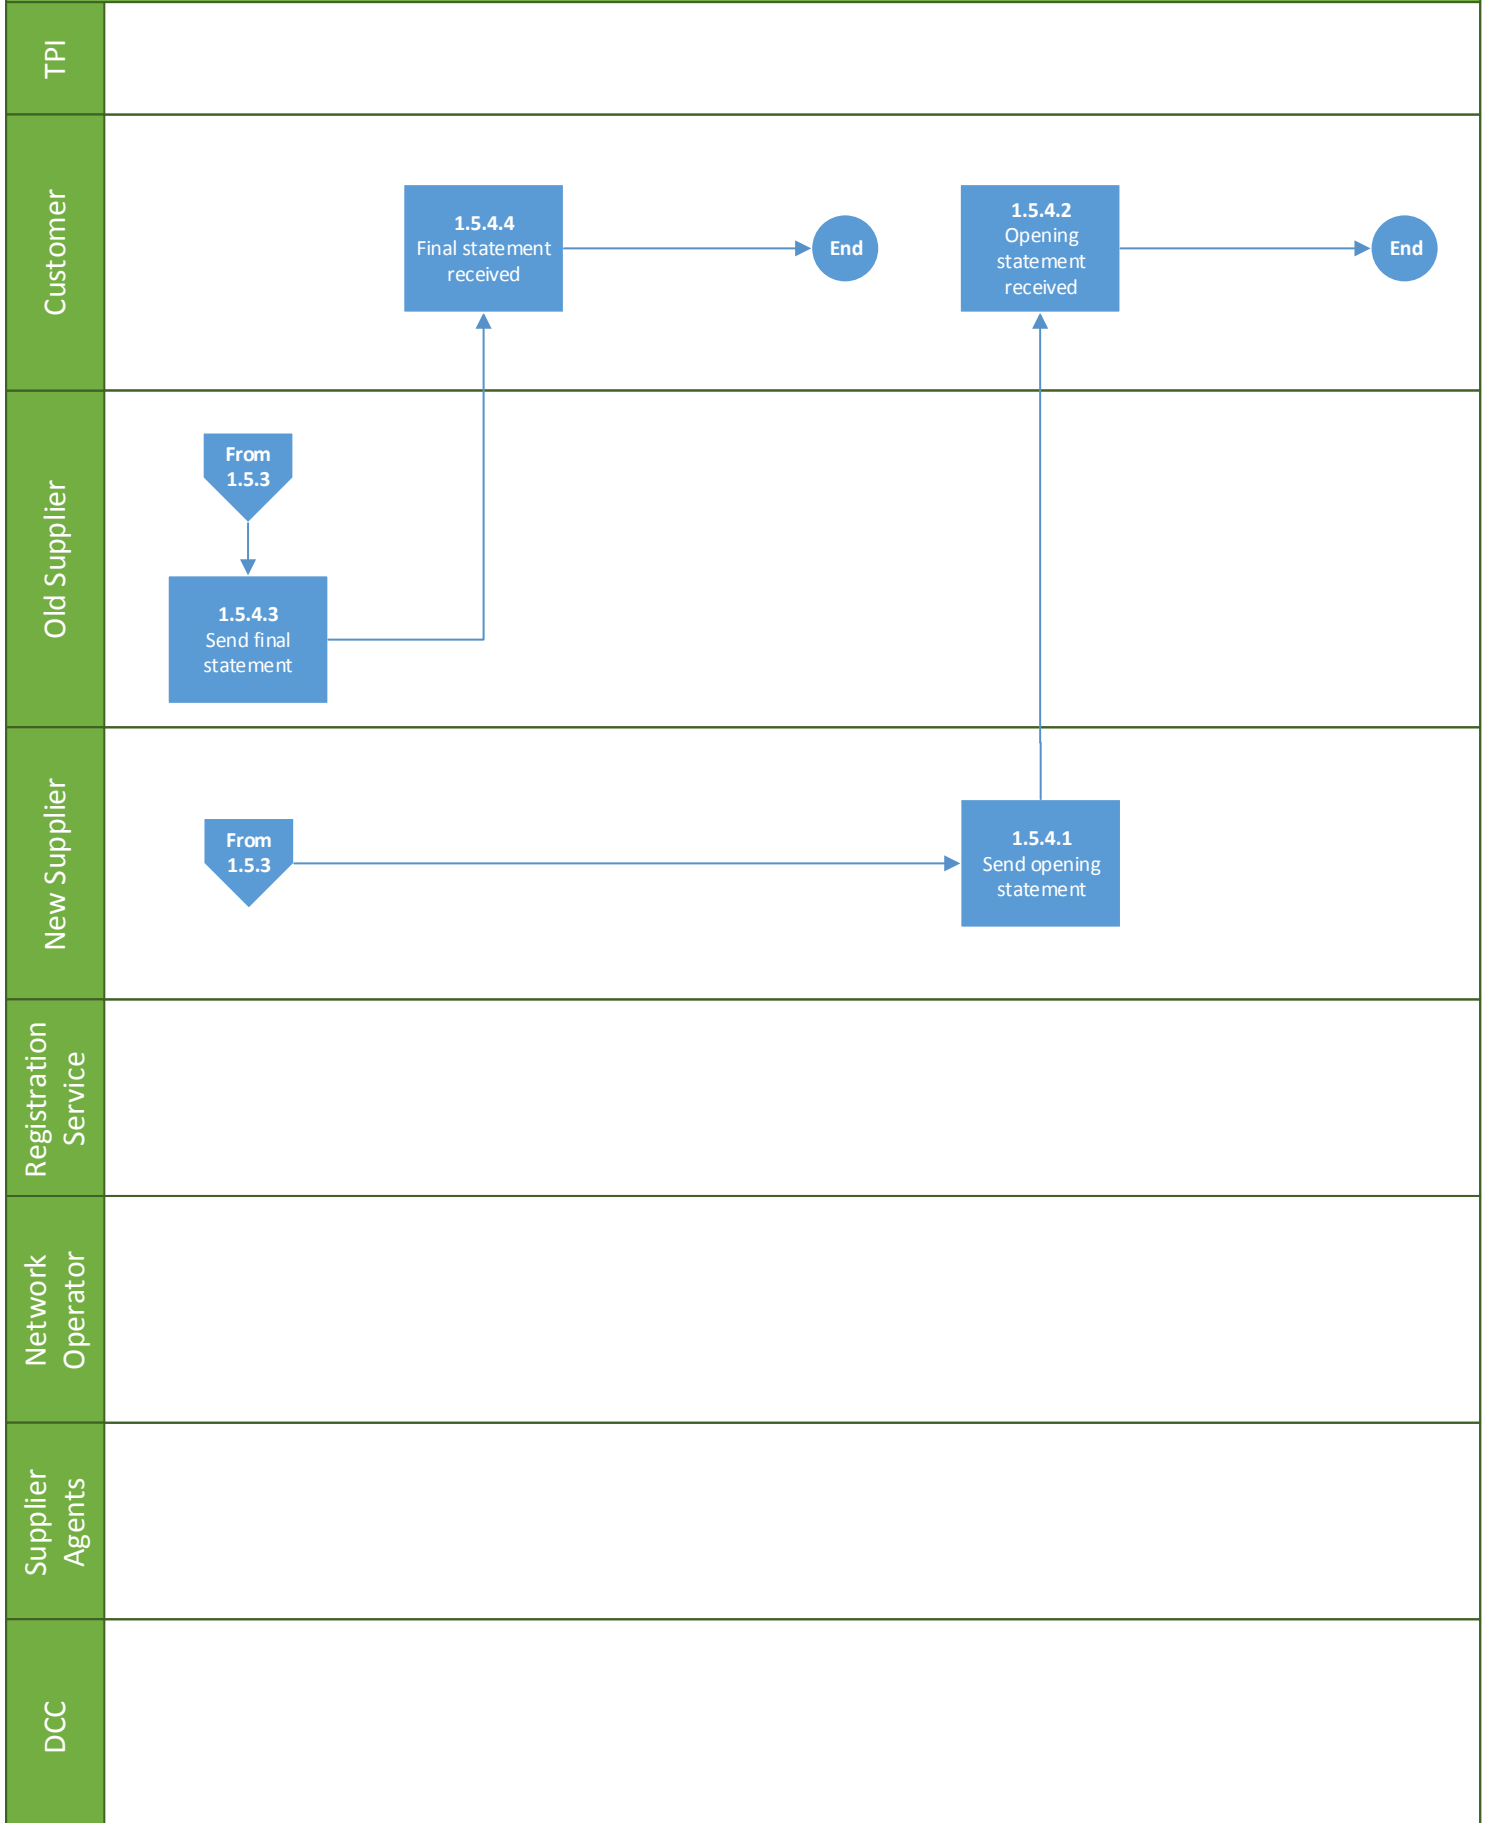 TPI
Customer
1.5.4.4
Final statement
received
End
1.5.4.2
Opening
statement
received
End
Old Supplier
From
1.5.3
1.5.4.3
Send final
statement
New Supplier
From
1.5.3
1.5.4.1
Send opening
statement
Registration
Service
Network
Operator
Supplier
Agents
DCC